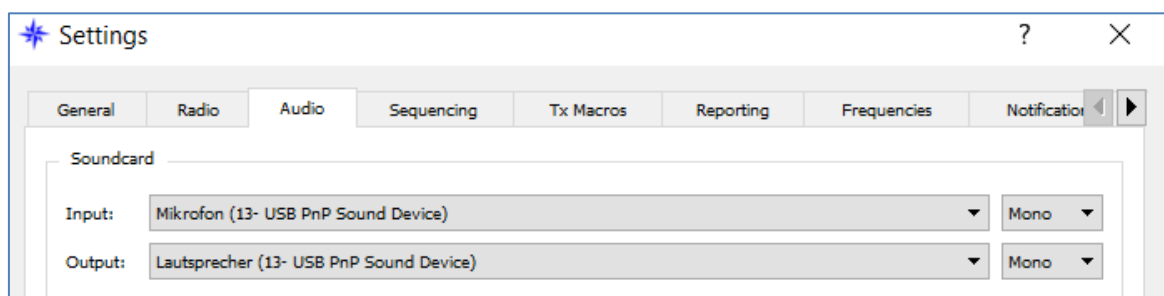 Settings
?
General Radio Audio Sequencing Tx Macros Reporting Frequencies Notification
Soundcard
Input: Mikrofon (13- USB PnP Sound Device) Mono
Output: Lautsprecher (13- USB PnP Sound Device) Mono